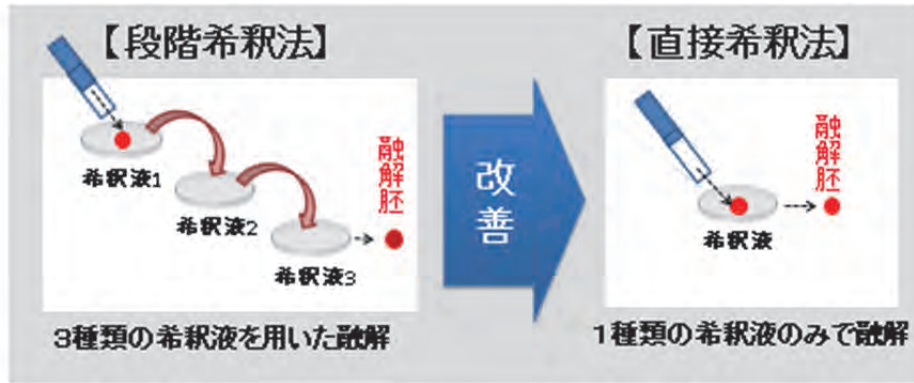 【段階希釈法】
希釈液1
希釈液2
希釈液3
融解胚
3種類の希釈液を用いた融解
改善
【直接希釈法】
希釈液
融解胚
1種類の希釈液のみで融解